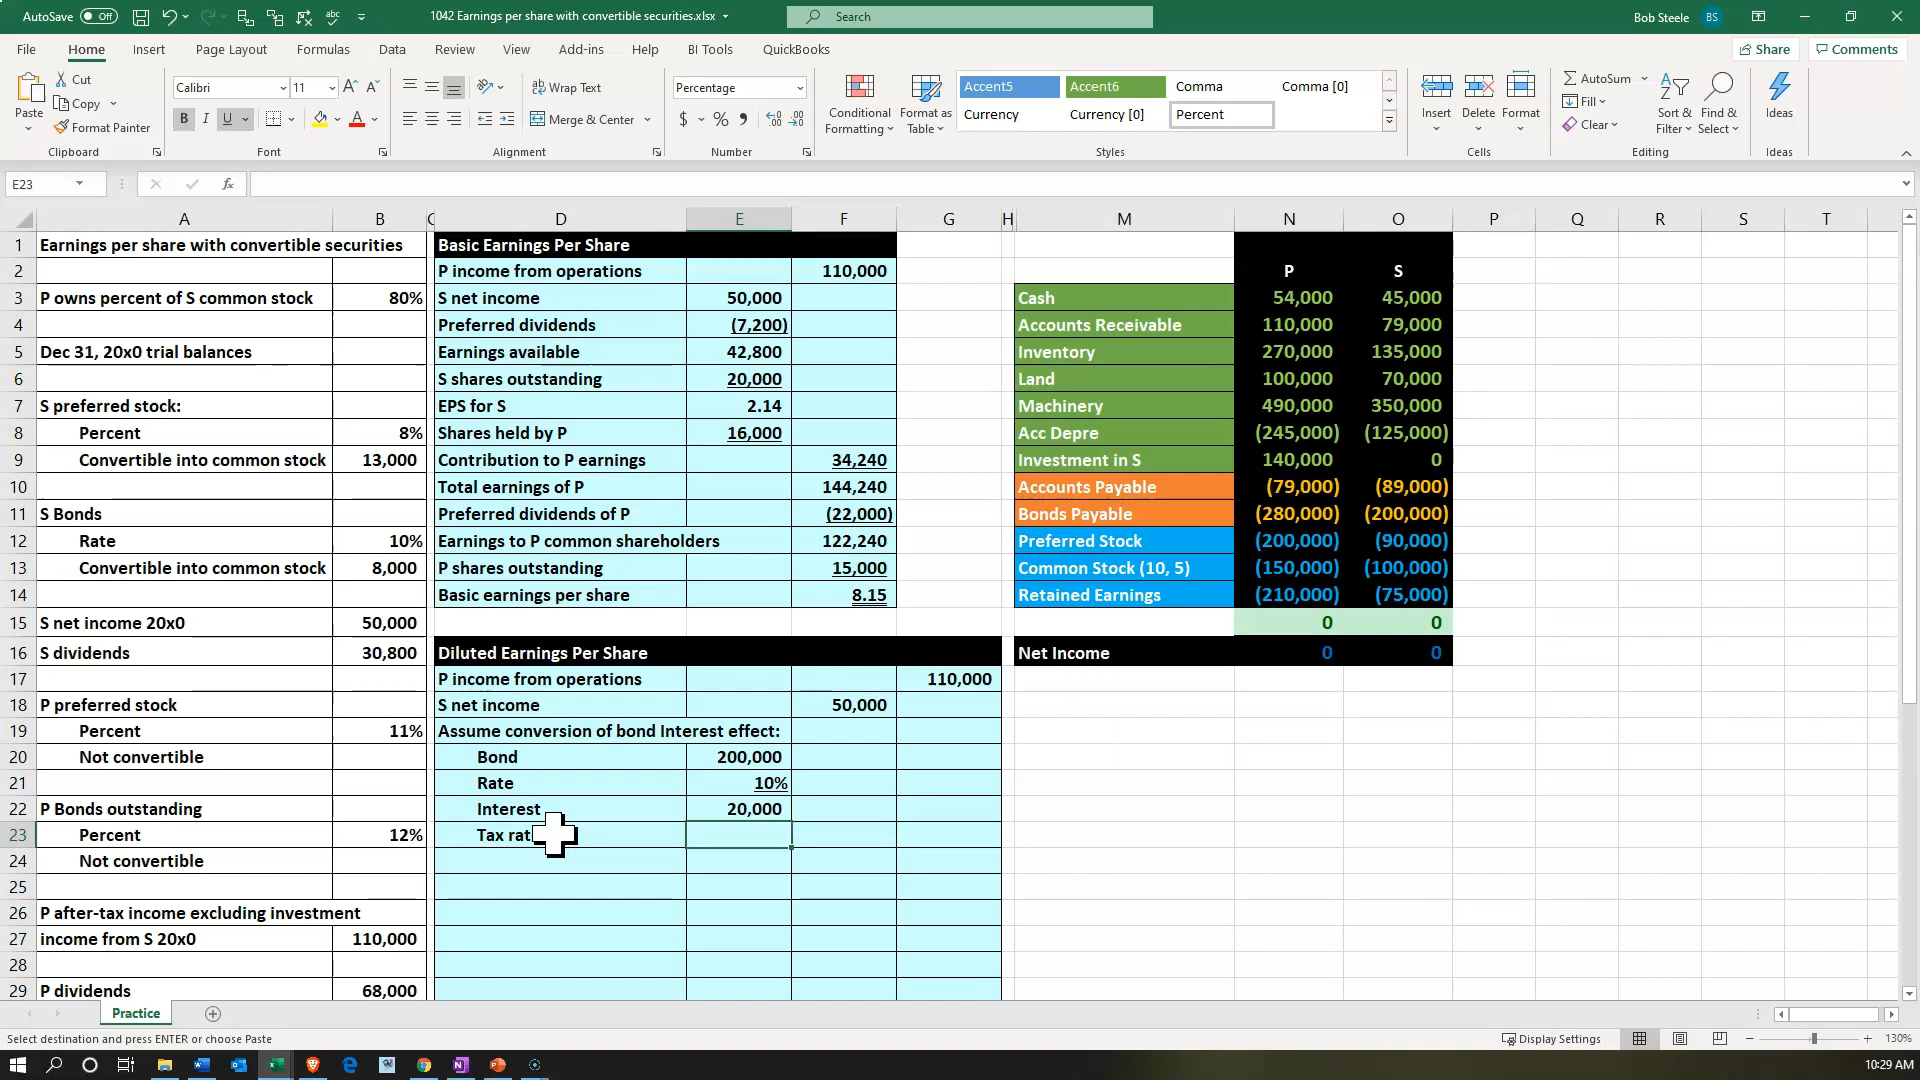 AutoSave Off 1042 Earnings per share with convertible securities.xlsx Search Bob Steele BS
File Home Insert Page Layout Formulas Data Review View Add-ins Help BI Tools QuickBooks Share Comments
Cut Calibri 11 Wrap Text Percentage Accent5 Accent6 Comma Comma [0] AutoSum
Paste Copy Conditional Formatting Format as Table Insert Delete Format Fill Sort & Filter Find & Select Ideas
Format Painter B I U Merge & Center $ % Currency Currency [0] Percent Clear
Clipboard Font Alignment Number Styles Cells Editing Ideas
E23 fx
A B C D E F G H M N O P Q R S T
1 Earnings per share with convertible securities Basic Earnings Per Share
2 P income from operations 110,000 P S
3 P owns percent of S common stock 80% S net income 50,000 Cash 54,000 45,000
4 Preferred dividends (7,200) Accounts Receivable 110,000 79,000
5 Dec 31, 20x0 trial balances Earnings available 42,800 Inventory 270,000 135,000
6 S shares outstanding 20,000 Land 100,000 70,000
7 S preferred stock: EPS for S 2.14 Machinery 490,000 350,000
8 Percent 8% Shares held by P 16,000 Acc Depre (245,000) (125,000)
9 Convertible into common stock 13,000 Contribution to P earnings 34,240 Investment in S 140,000 0
10 Total earnings of P 144,240 Accounts Payable (79,000) (89,000)
11 S Bonds Preferred dividends of P (22,000) Bonds Payable (280,000) (200,000)
12 Rate 10% Earnings to P common shareholders 122,240 Preferred Stock (200,000) (90,000)
13 Convertible into common stock 8,000 P shares outstanding 15,000 Common Stock (10, 5) (150,000) (100,000)
14 Basic earnings per share 8.15 Retained Earnings (210,000) (75,000)
15 S net income 20x0 50,000 0 0
16 S dividends 30,800 Diluted Earnings Per Share Net Income 0 0
17 P income from operations 110,000
18 P preferred stock S net income 50,000
19 Percent 11% Assume conversion of bond Interest effect:
20 Not convertible Bond 200,000
21 Rate 10%
22 P Bonds outstanding Interest 20,000
23 Percent 12% Tax rat
24 Not convertible
25
26 P after-tax income excluding investment
27 income from S 20x0 110,000
28
29 P dividends 68,000
Practice
Select destination and press ENTER or choose Paste Display Settings 130%
10:29 AM